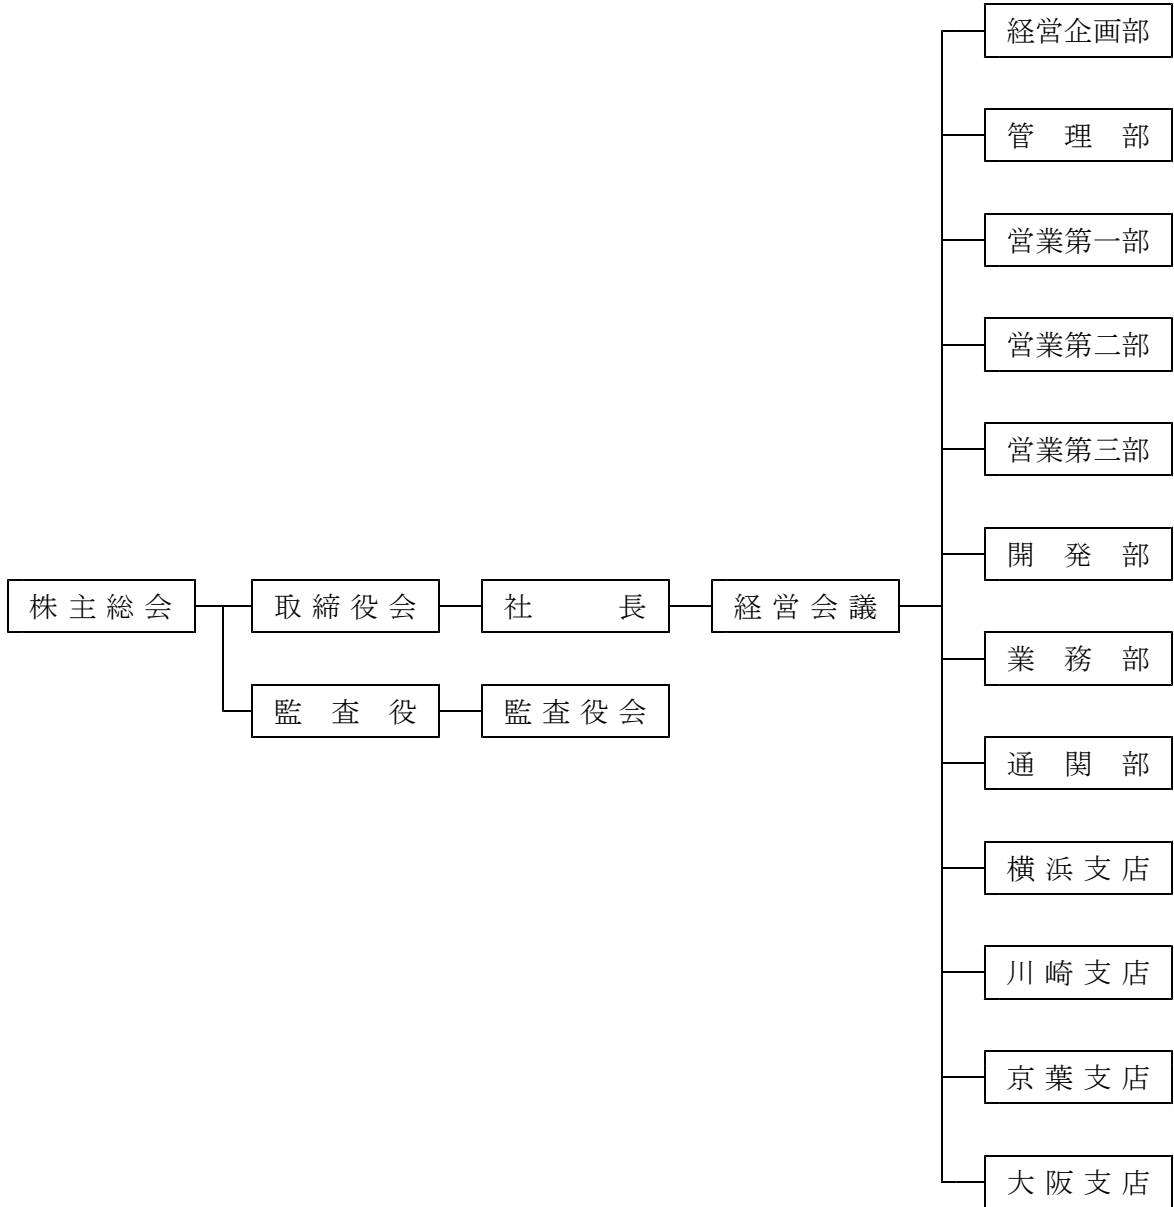 経営企画部
管理部
営業第一部
営業第二部
営業第三部
開発部
株主総会
取締役会
社長
経営会議
業務部
監査役
監査役会
通関部
横浜支店
川崎支店
京葉支店
大阪支店